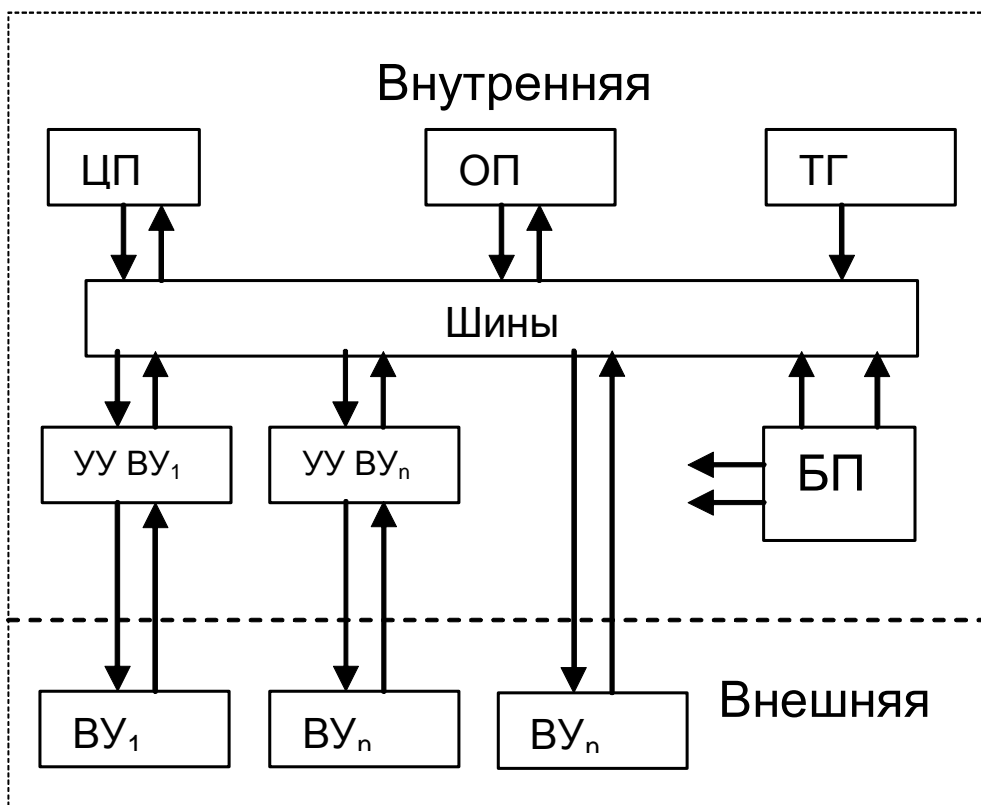 Внутренняя
ЦП
ОП
ТГ
Шины
УУ ВУ₁
УУ ВУₙ
БП
ВУ₁
ВУₙ
ВУₙ
Внешняя